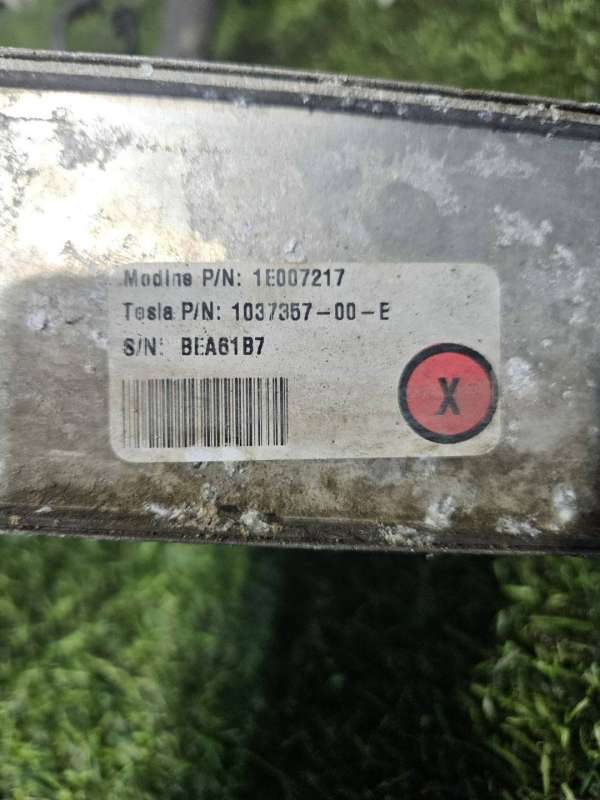 Modine P/N: 1E007217
Tesla P/N: 1037357-00-E
S/N: BEA61B7
X